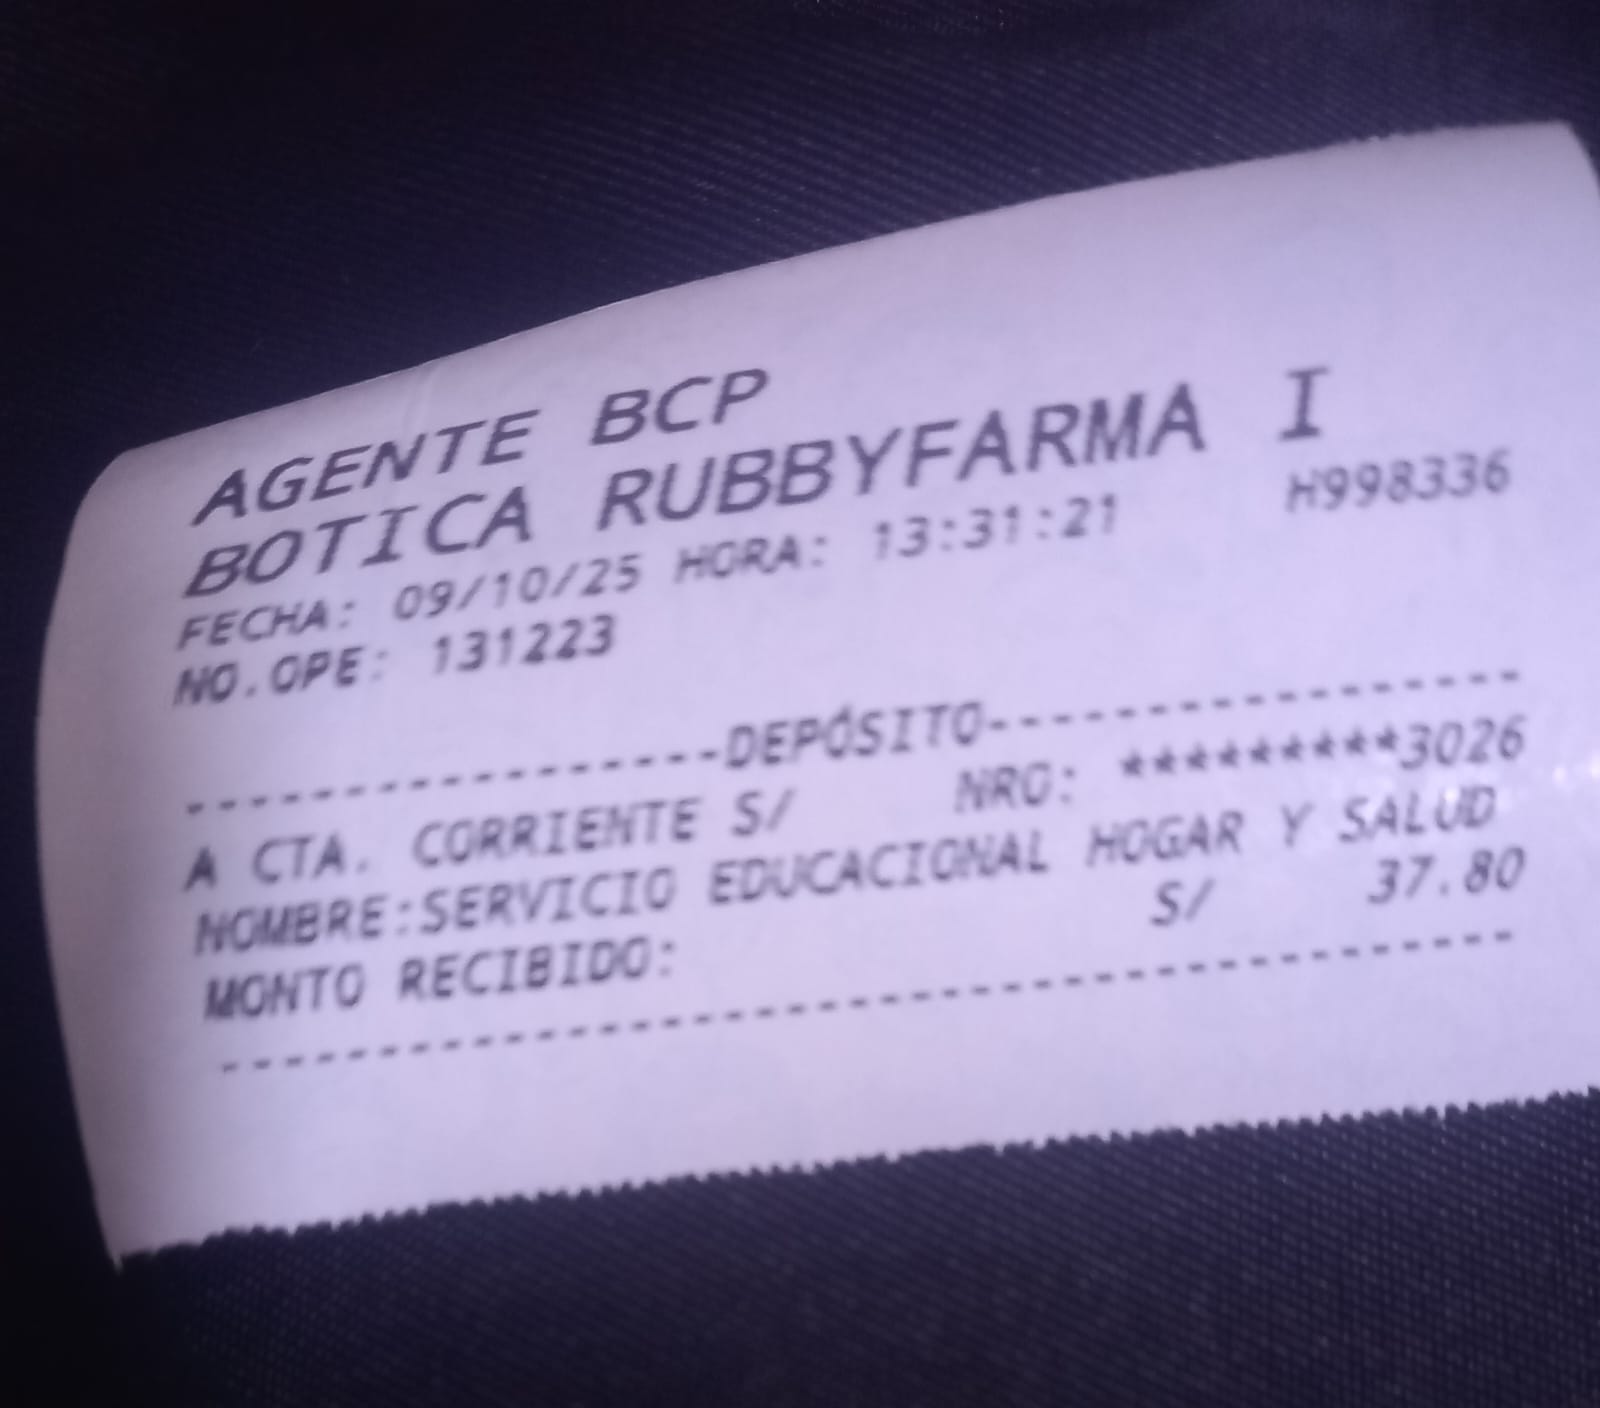 AGENTE BCP
BOTICA RUBBYFARMA I
FECHA: 09/10/25 HORA: 13:31:21 H998336
NO.OPE: 131223
-----------------DEPÓSITO-----------------
A CTA. CORRIENTE S/ NRO: *********3026
NOMBRE:SERVICIO EDUCACIONAL HOGAR Y SALUD
MONTO RECIBIDO: S/ 37.80
------------------------------------------